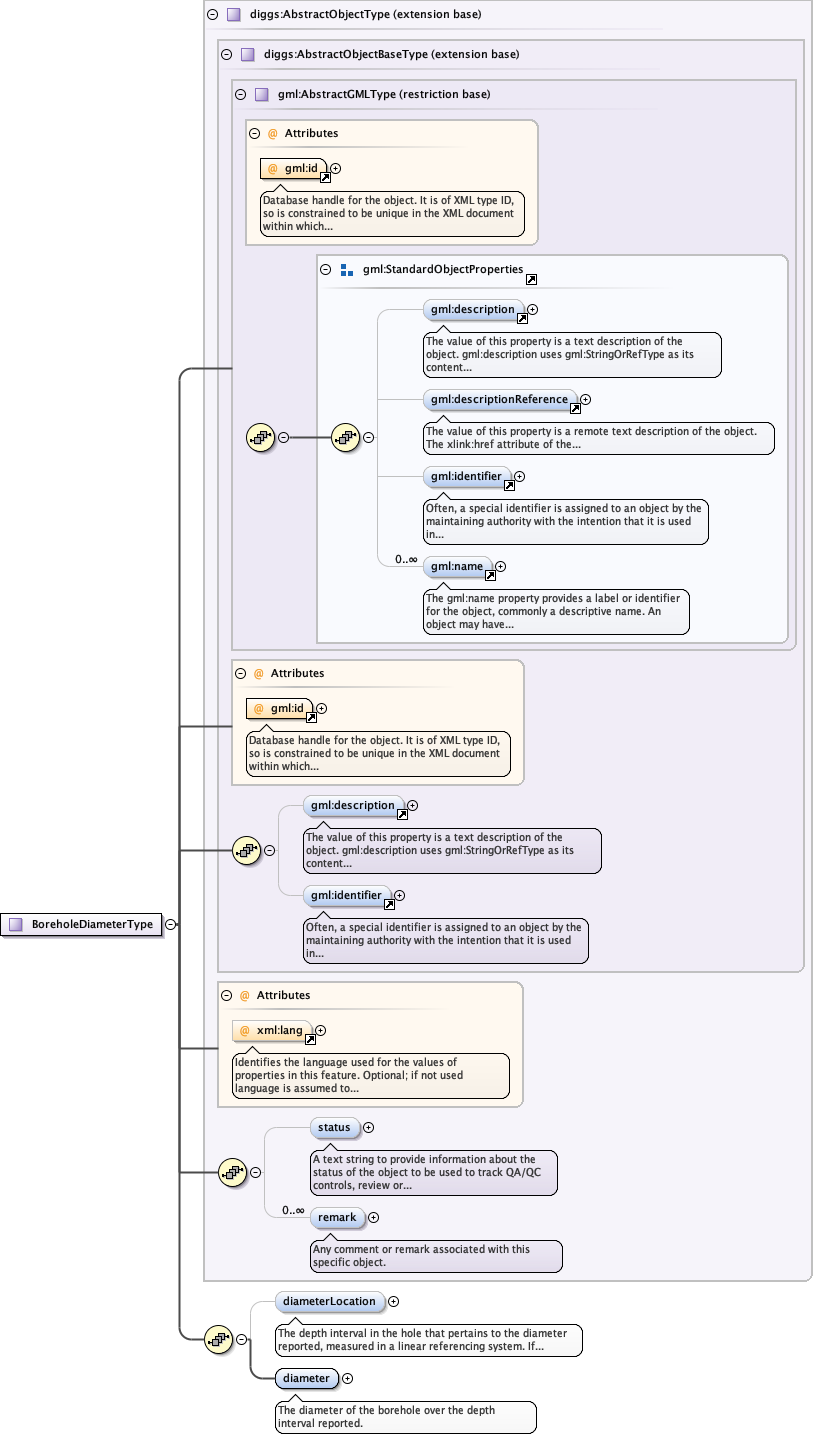 diggs:AbstractObjectType (extension base)
diggs:AbstractObjectBaseType (extension base)
gml:AbstractGMLType (restriction base)
@ Attributes
@ gml:id
Database handle for the object. It is of XML type ID,
so is constrained to be unique in the XML document
within which...
gml:StandardObjectProperties
gml:description
The value of this property is a text description of the
object. gml:description uses gml:StringOrRefType as its
content...
gml:descriptionReference
The value of this property is a remote text description of the object.
The xlink:href attribute of the...
gml:identifier
Often, a special identifier is assigned to an object by the
maintaining authority with the intention that it is used
in...
0..∞
gml:name
The gml:name property provides a label or identifier
for the object, commonly a descriptive name. An
object may have...
@ Attributes
@ gml:id
Database handle for the object. It is of XML type ID,
so is constrained to be unique in the XML document
within which...
gml:description
The value of this property is a text description of the
object. gml:description uses gml:StringOrRefType as its
content...
gml:identifier
Often, a special identifier is assigned to an object by the
maintaining authority with the intention that it is used
in...
BoreholeDiameterType
@ Attributes
@ xml:lang
Identifies the language used for the values of
properties in this feature. Optional; if not used
language is assumed to...
status
A text string to provide information about the
status of the object to be used to track QA/QC
controls, review or...
0..∞
remark
Any comment or remark associated with this
specific object.
diameterLocation
The depth interval in the hole that pertains to the diameter
reported, measured in a linear referencing system. If...
diameter
The diameter of the borehole over the depth
interval reported.